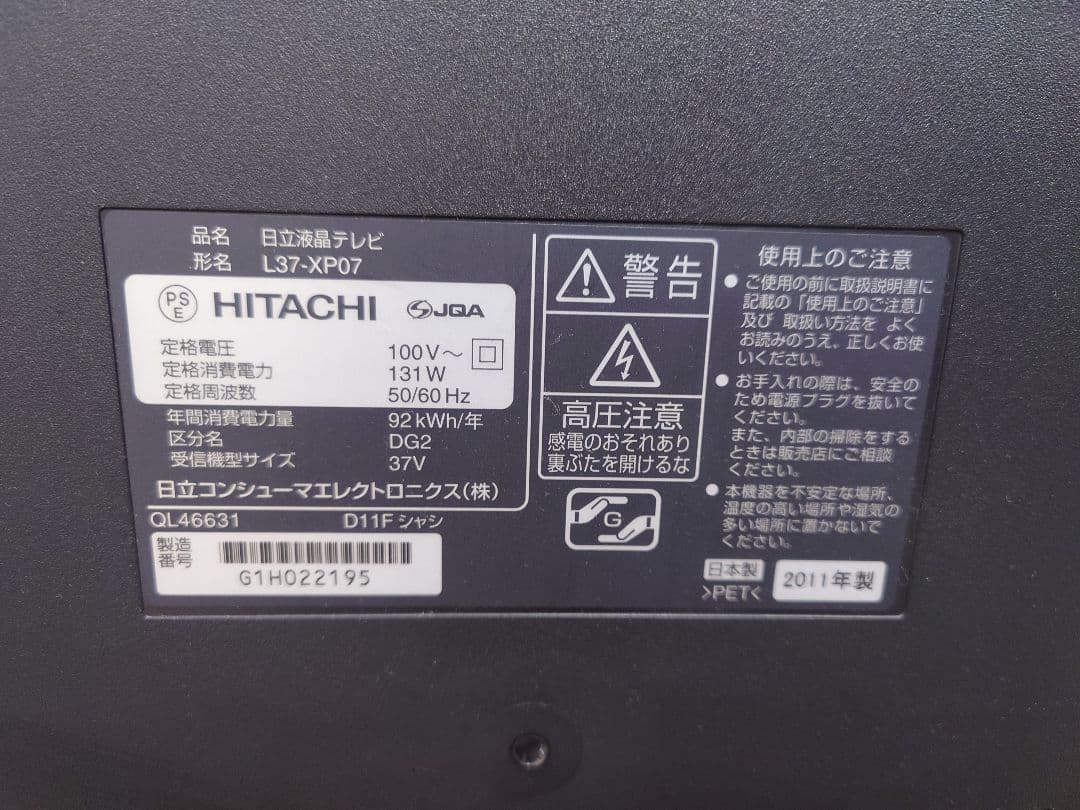 品名 日立液晶テレビ
形名 L37-XP07
PS
E
HITACHI
JQA
定格電圧 100V～
定格消費電力 131W
定格周波数 50/60Hz
年間消費電力量 92kWh/年
区分名 DG2
受信機型サイズ 37V
日立コンシューマエレクトロニクス(株)
QL46631 D11Fシャシ
製造
番号
G1H022195
警告
高圧注意
感電のおそれあり
裏ぶたを開けるな
G
使用上のご注意
●ご使用の前に取扱説明書に
記載の「使用上のご注意」
及び 取扱い方法を よく
お読みのうえ、正しくお使
いください。
●お手入れの際は、安全の
ため電源プラグを抜いて
ください。
また、内部の掃除をする
ときは販売店にご相談
ください。
●本機器を不安定な場所、
温度の高い場所や湿気の
多い場所に置かないで
ください。
日本製
>PET<
2011年製